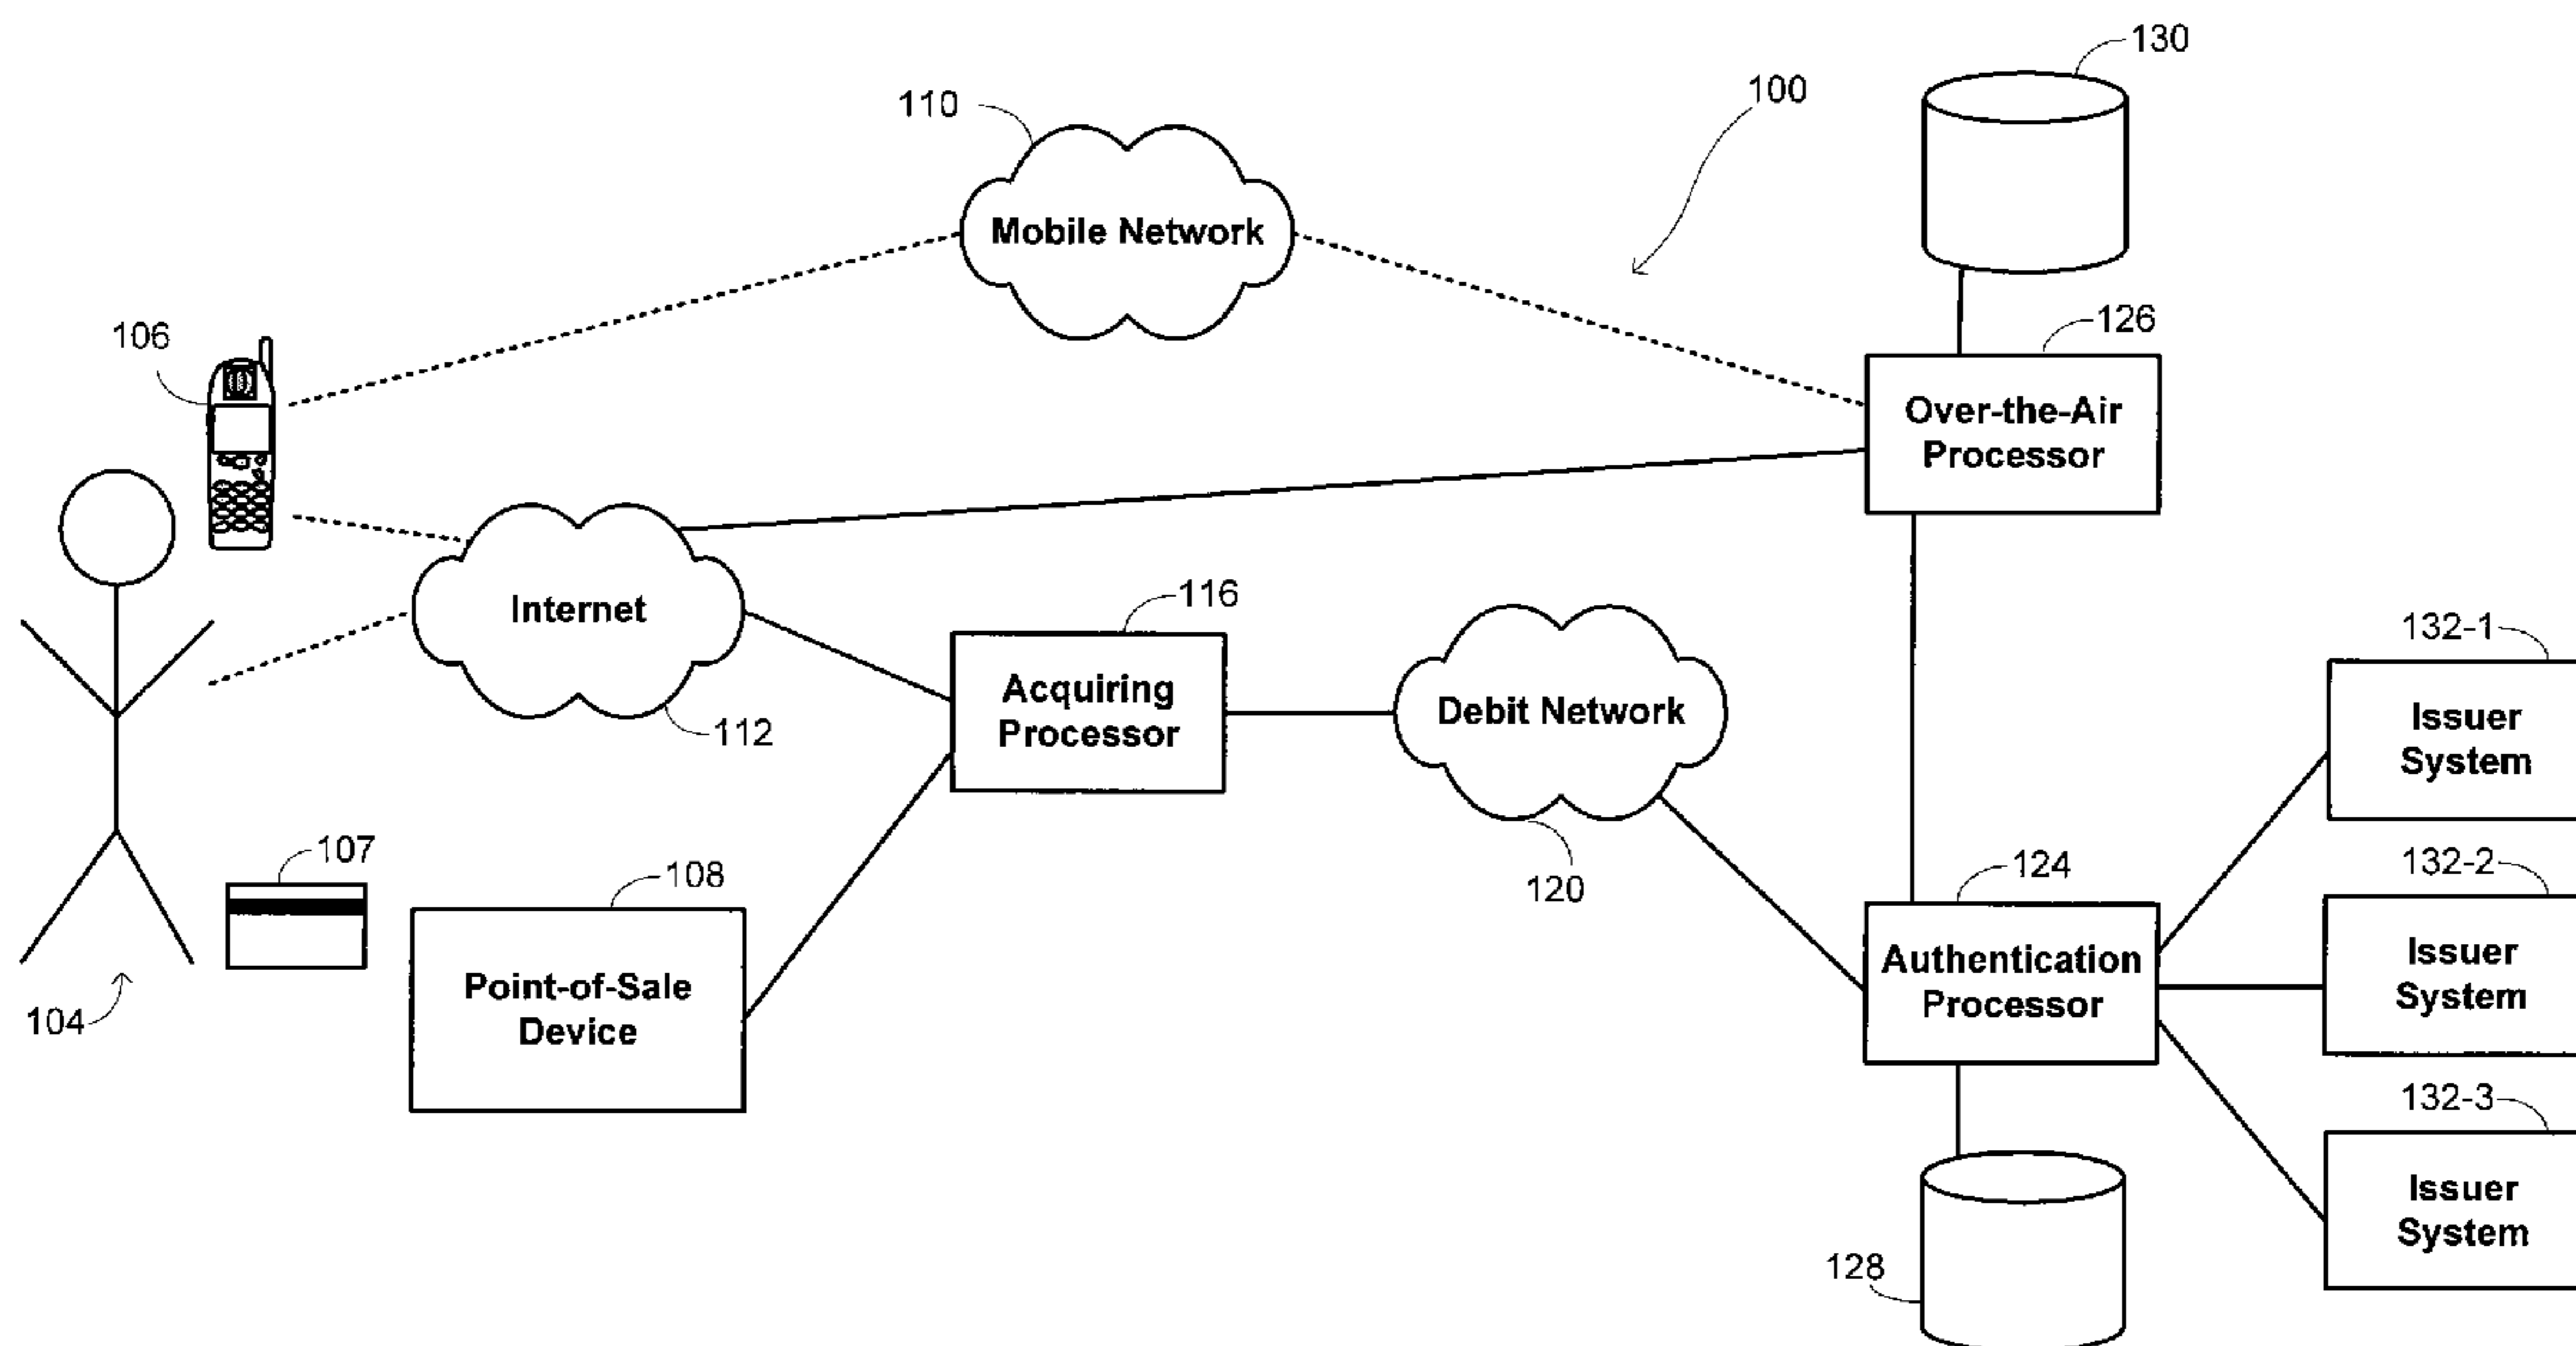 130
110
100
Mobile Network
126
106
Over-the-Air
Processor
Internet
116
132-1
Acquiring
Processor
Debit Network
Issuer
System
112
107
108
120
124
132-2
Authentication
Processor
Issuer
System
Point-of-Sale
Device
104
132-3
Issuer
System
128